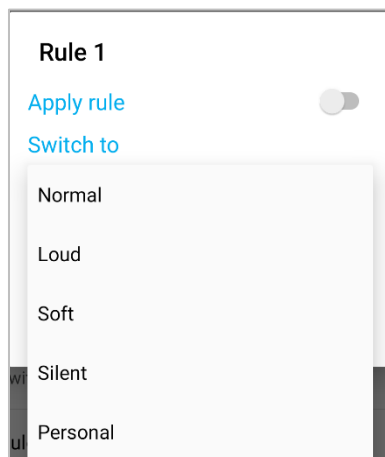 Rule 1
Apply rule
Switch to
Normal
Loud
Soft
Silent
Personal